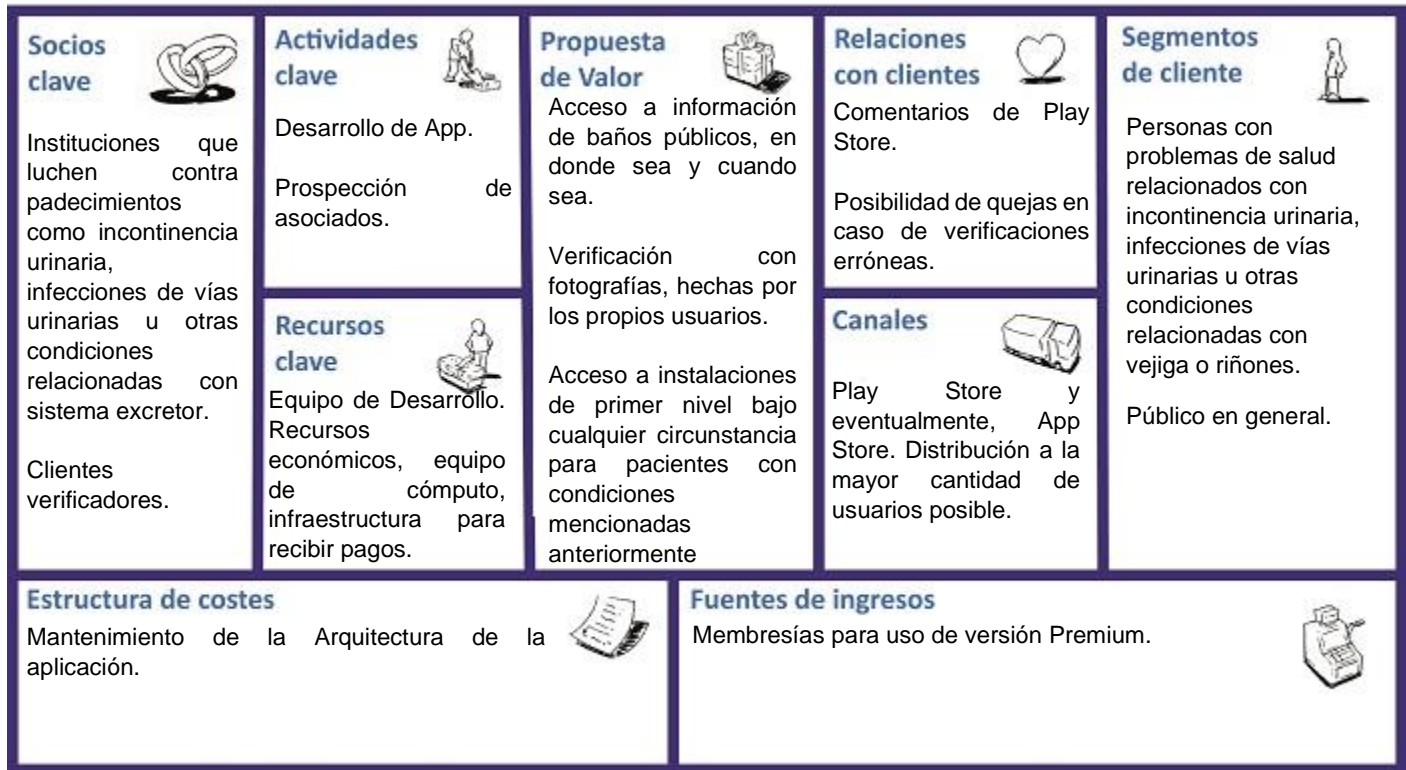 Socios
clave
Instituciones que
luchen contra
padecimientos
como incontinencia
urinaria,
infecciones de vías
urinarias u otras
condiciones
relacionadas con
sistema excretor.
Clientes
verificadores.
Actividades
clave
Desarrollo de App.
Prospección de
asociados.
Recursos
clave
Equipo de Desarrollo.
Recursos
económicos, equipo
de cómputo,
infraestructura para
recibir pagos.
Propuesta
de Valor
Acceso a información
de baños públicos, en
donde sea y cuando
sea.
Verificación con
fotografías, hechas por
los propios usuarios.
Acceso a instalaciones
de primer nivel bajo
cualquier circunstancia
para pacientes con
condiciones
mencionadas
anteriormente
Relaciones
con clientes
Comentarios de Play
Store.
Posibilidad de quejas en
caso de verificaciones
erróneas.
Canales
Play Store y
eventualmente, App
Store. Distribución a la
mayor cantidad de
usuarios posible.
Segmentos
de cliente
Personas con
problemas de salud
relacionados con
incontinencia urinaria,
infecciones de vías
urinarias u otras
condiciones
relacionadas con
vejiga o riñones.
Público en general.
Estructura de costes
Mantenimiento de la Arquitectura de la
aplicación.
Fuentes de ingresos
Membresías para uso de versión Premium.